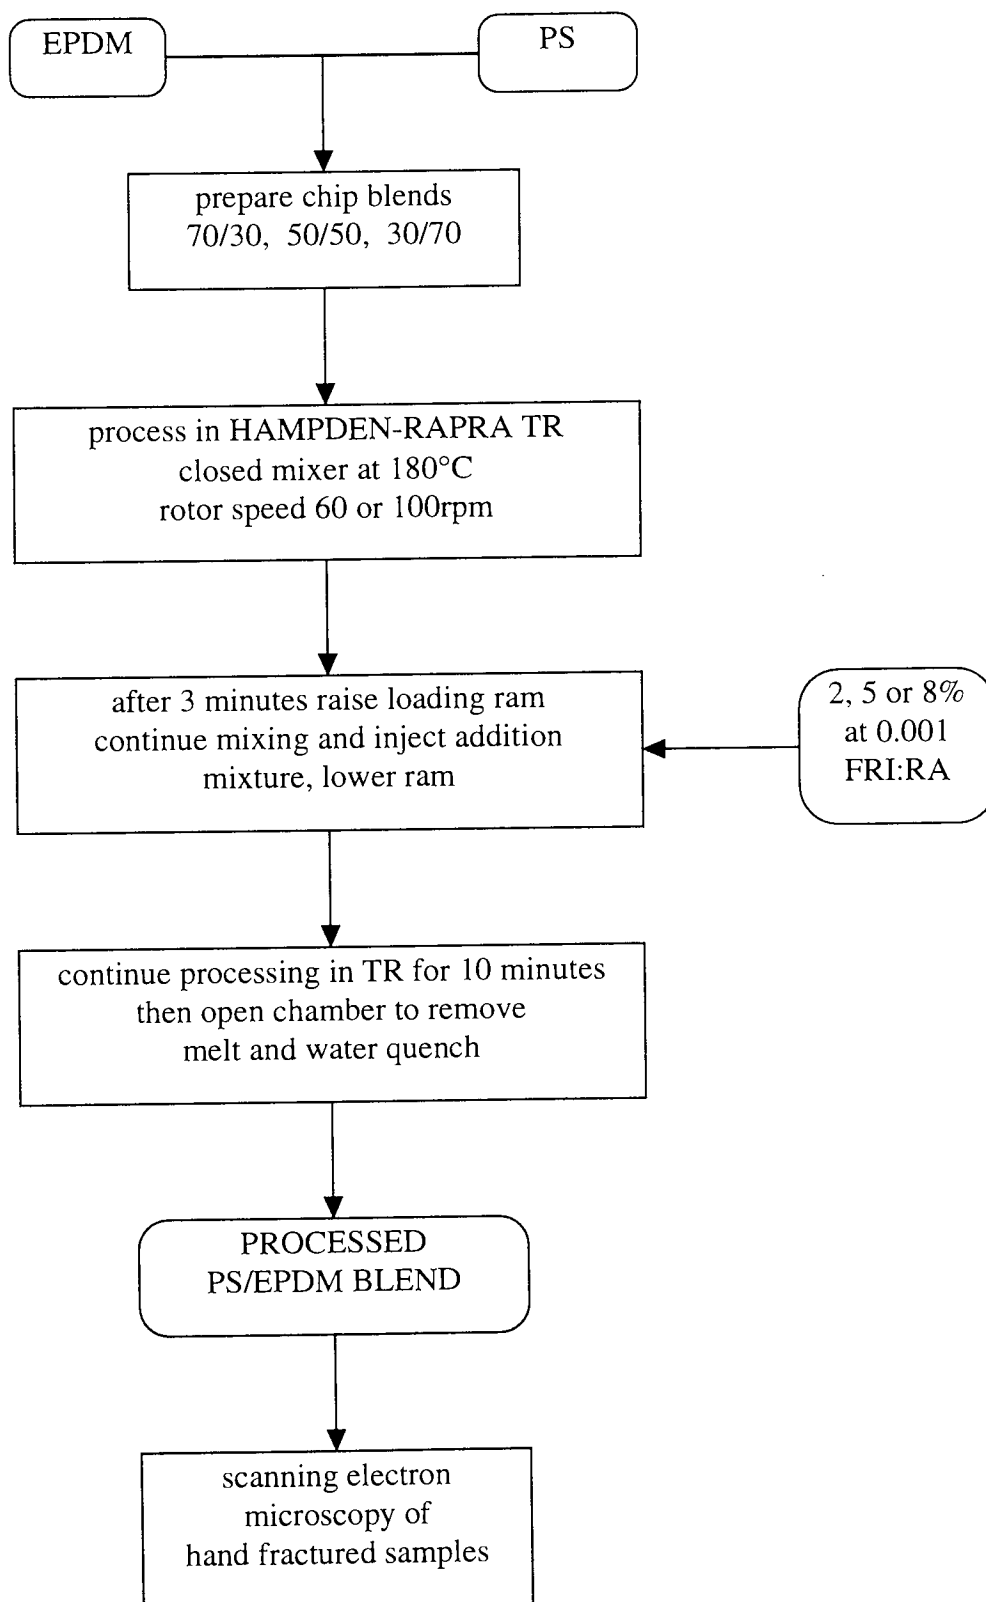 EPDM
PS
prepare chip blends
70/30, 50/50, 30/70
process in HAMPDEN-RAPRA TR
closed mixer at 180°C
rotor speed 60 or 100rpm
after 3 minutes raise loading ram
continue mixing and inject addition
mixture, lower ram
2, 5 or 8%
at 0.001
FRI:RA
continue processing in TR for 10 minutes
then open chamber to remove
melt and water quench
PROCESSED
PS/EPDM BLEND
scanning electron
microscopy of
hand fractured samples